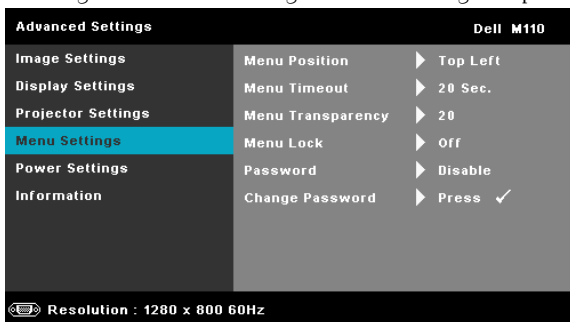 Advanced Settings Dell M110
Image Settings
Display Settings
Projector Settings
Menu Settings
Power Settings
Information
Menu Position Top Left
Menu Timeout 20 Sec.
Menu Transparency 20
Menu Lock Off
Password Disable
Change Password Press ✓
Resolution : 1280 x 800 60Hz